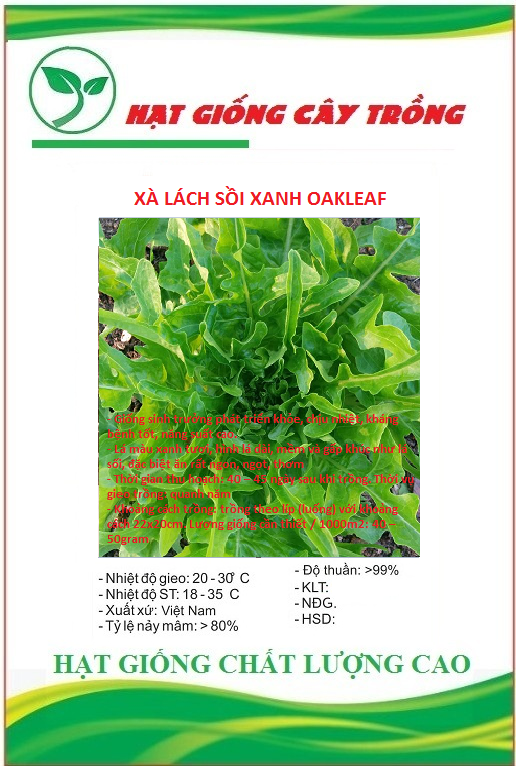 HẠT GIỐNG CÂY TRỒNG
XÀ LÁCH SỒI XANH OAKLEAF
- Giống sinh trưởng phát triển khỏe, chịu nhiệt, kháng
bệnh tốt, năng suất cao.
- Lá màu xanh tươi, hình lá dài, mềm và gấp khúc như lá
sồi, đặc biệt ăn rất ngon, ngọt, thơm
- Thời gian thu hoạch: 40 – 45 ngày sau khi trồng. Thời vụ
gieo trồng: quanh năm
- Khoảng cách trồng: trồng theo líp (luống) với khoảng
cách 22x20cm. Lượng giống cần thiết / 1000m2: 40 –
50gram.
- Nhiệt độ gieo: 20 - 30° C
- Nhiệt độ ST: 18 - 35 C
- Xuất xứ: Việt Nam
- Tỷ lệ nảy mầm: > 80%
- Độ thuần: >99%
- KLT:
- NĐG.
- HSD:
HẠT GIỐNG CHẤT LƯỢNG CAO